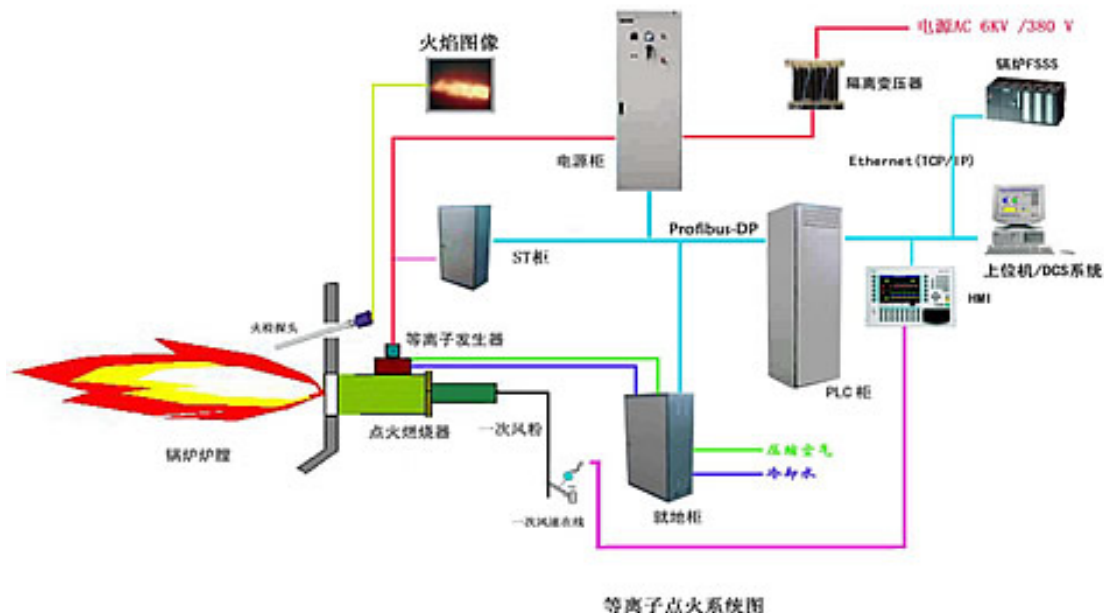 火焰图像
电源AC 6KV /380 V
锅炉FSSS
隔离变压器
电源柜
Ethernet(TCP/IP)
Profibus-DP
ST柜
上位机/DCS系统
HMI
火检探头
等离子发生器
PLC柜
点火燃烧器
一次风粉
锅炉炉膛
压缩空气
冷却水
就地柜
一次风速在线
等离子点火系统图